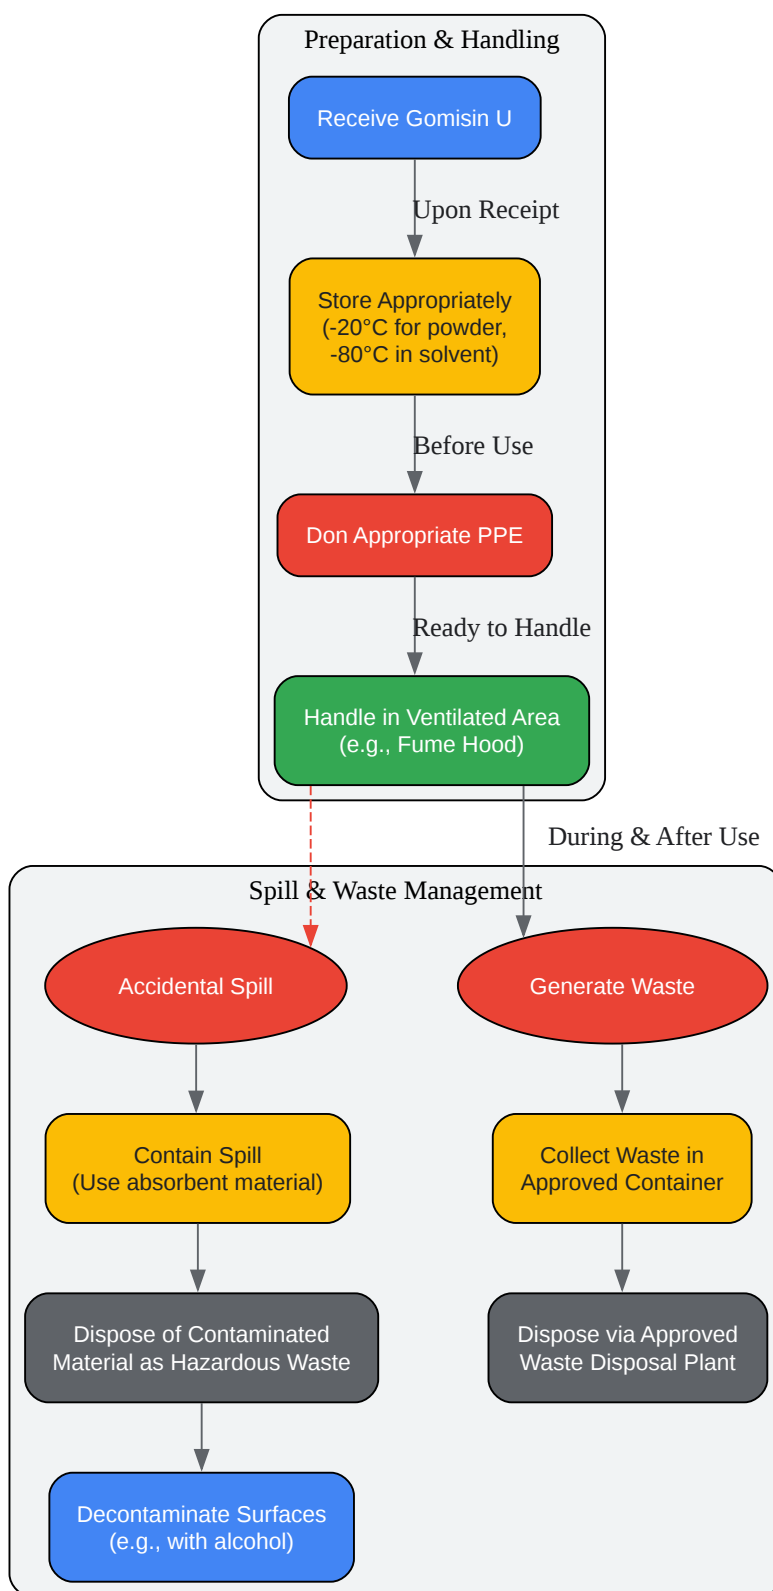 Preparation & Handling
Receive Gomisin U
Upon Receipt
Store Appropriately
(-20°C for powder,
-80°C in solvent)
Before Use
Don Appropriate PPE
Ready to Handle
Handle in Ventilated Area
(e.g., Fume Hood)
During & After Use
Spill & Waste Management
Accidental Spill
Generate Waste
Contain Spill
(Use absorbent material)
Collect Waste in
Approved Container
Dispose of Contaminated
Material as Hazardous Waste
Dispose via Approved
Waste Disposal Plant
Decontaminate Surfaces
(e.g., with alcohol)